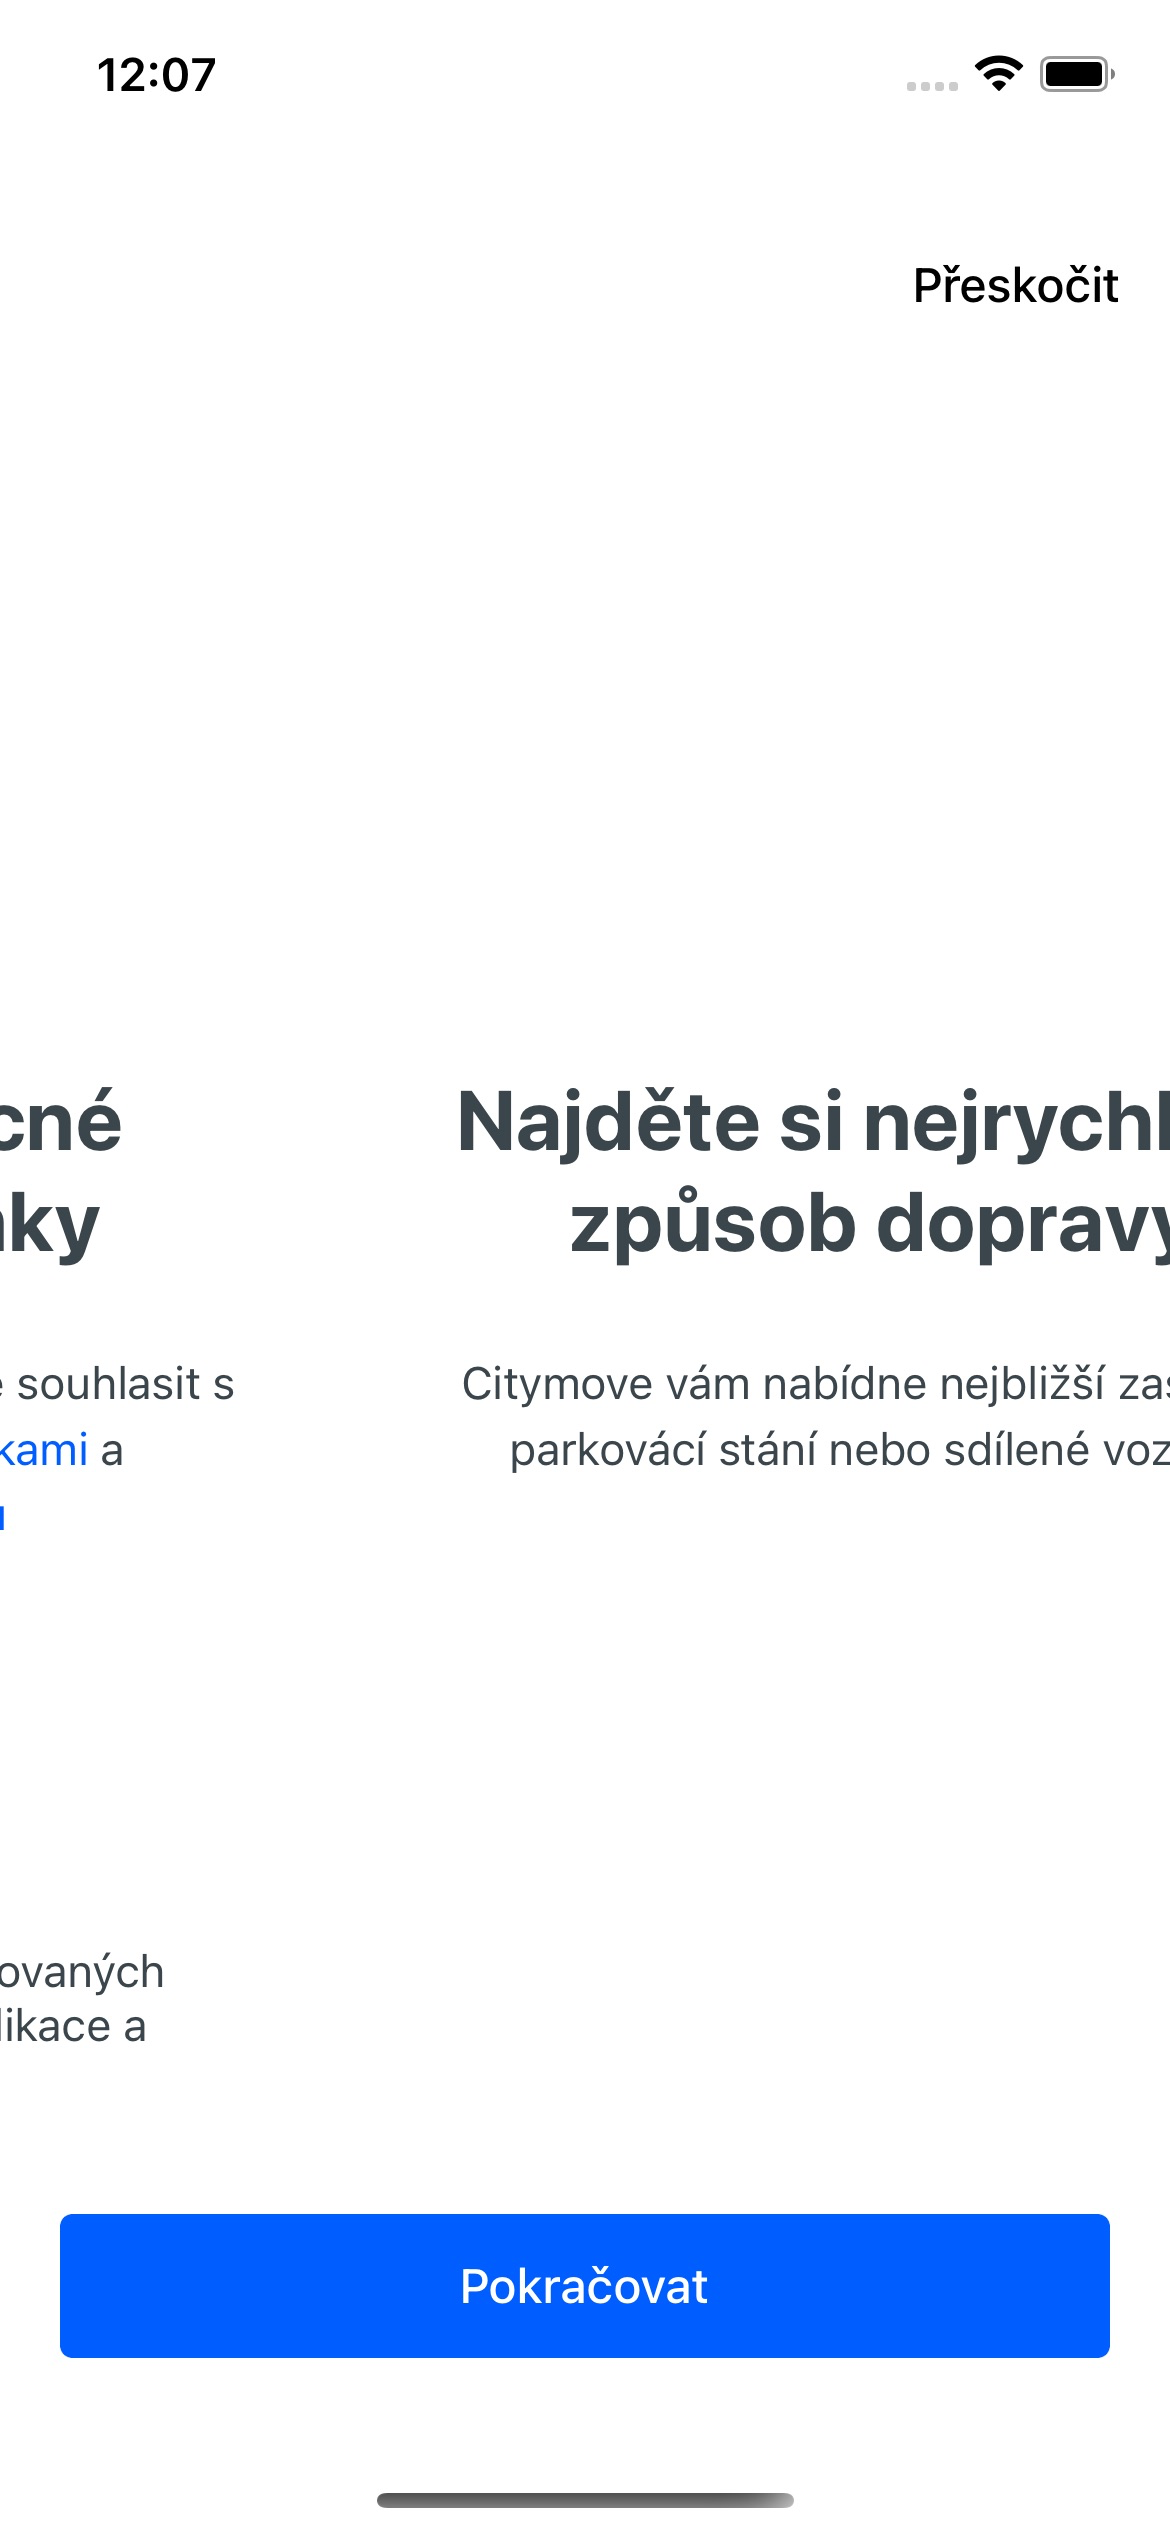 12:07
Přeskočit
cné
Najděte si nejrychl
ky
způsob dopravy
souhlasit s
Citymove vám nabídne nejbližší zas
kami a
parkovácí stání nebo sdílené voz
ovaných
likace a
Pokračovat